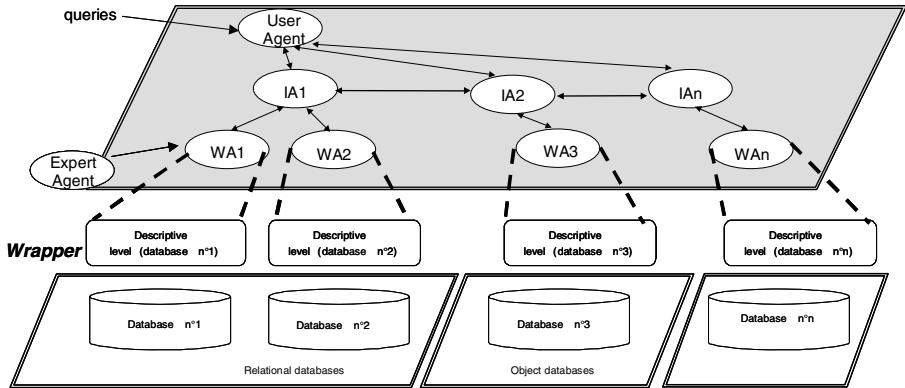 queries
User
Agent
IA1
IA2
IAn
WA1
WA2
WA3
WAn
Expert
Agent
Wrapper
Descriptive
level (database n°1)
Descriptive
level (database n°2)
Descriptive
level (database n°3)
Descriptive
level (database n°n)
Database n°1
Database n°2
Database n°3
Database n°n
Relational databases
Object databases